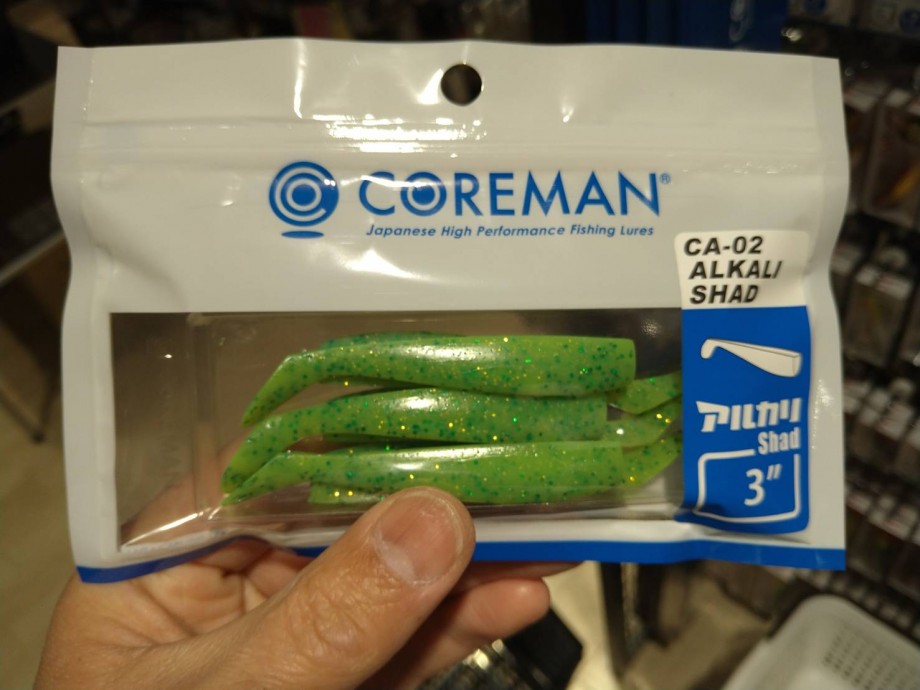 COREMAN®
Japanese High Performance Fishing Lures
CA-02
ALKALI
SHAD
アルカリ
Shad
3"